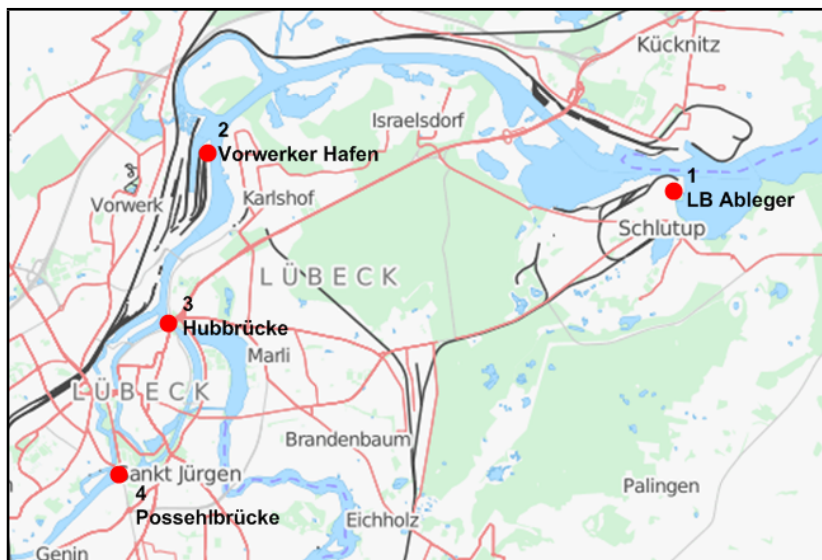 Kücknitz
Israelsdorf
2
Vorwerker Hafen
1
LB Ableger
Vorwerk
Karlshof
Schlutup
LÜBECK
3
Hubbrücke
Marli
LÜBECK
Brandenbaum
Sankt Jürgen
4
Possehlbrücke
Palingen
Eichholz
Genin